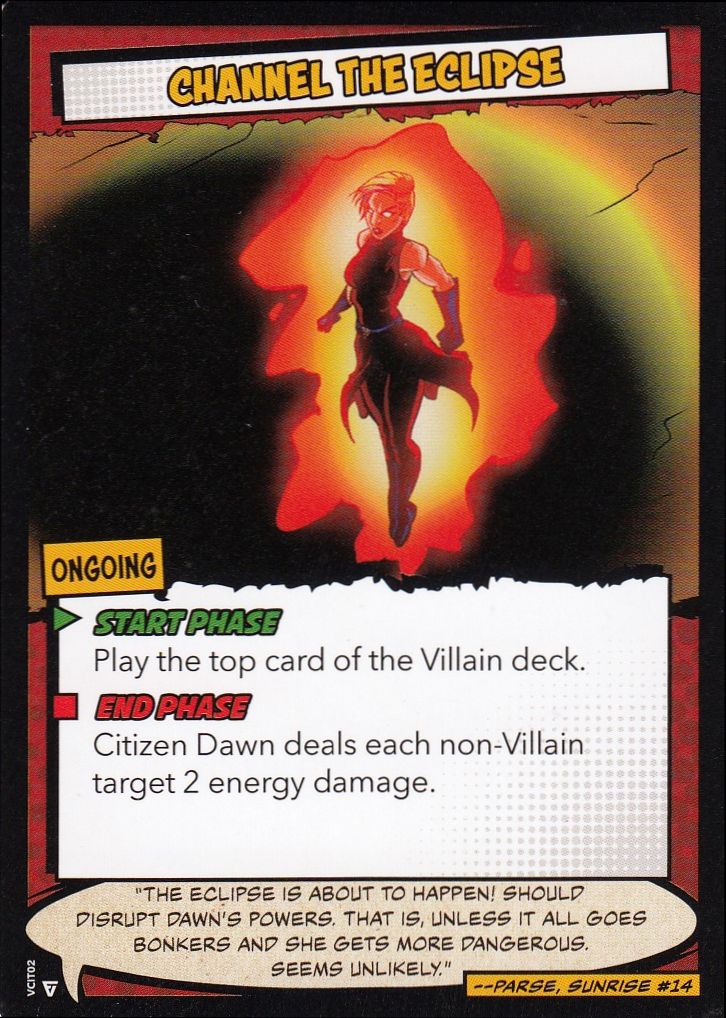 CHANNEL THE ECLIPSE
ONGOING
START PHASE
Play the top card of the Villain deck.
END PHASE
Citizen Dawn deals each non-Villain
target 2 energy damage.
"THE ECLIPSE IS ABOUT TO HAPPEN! SHOULD
DISRUPT DAWN'S POWERS. THAT IS, UNLESS IT ALL GOES
BONKERS AND SHE GETS MORE DANGEROUS.
SEEMS UNLIKELY."
--PARSE, SUNRISE #14
VCIT02